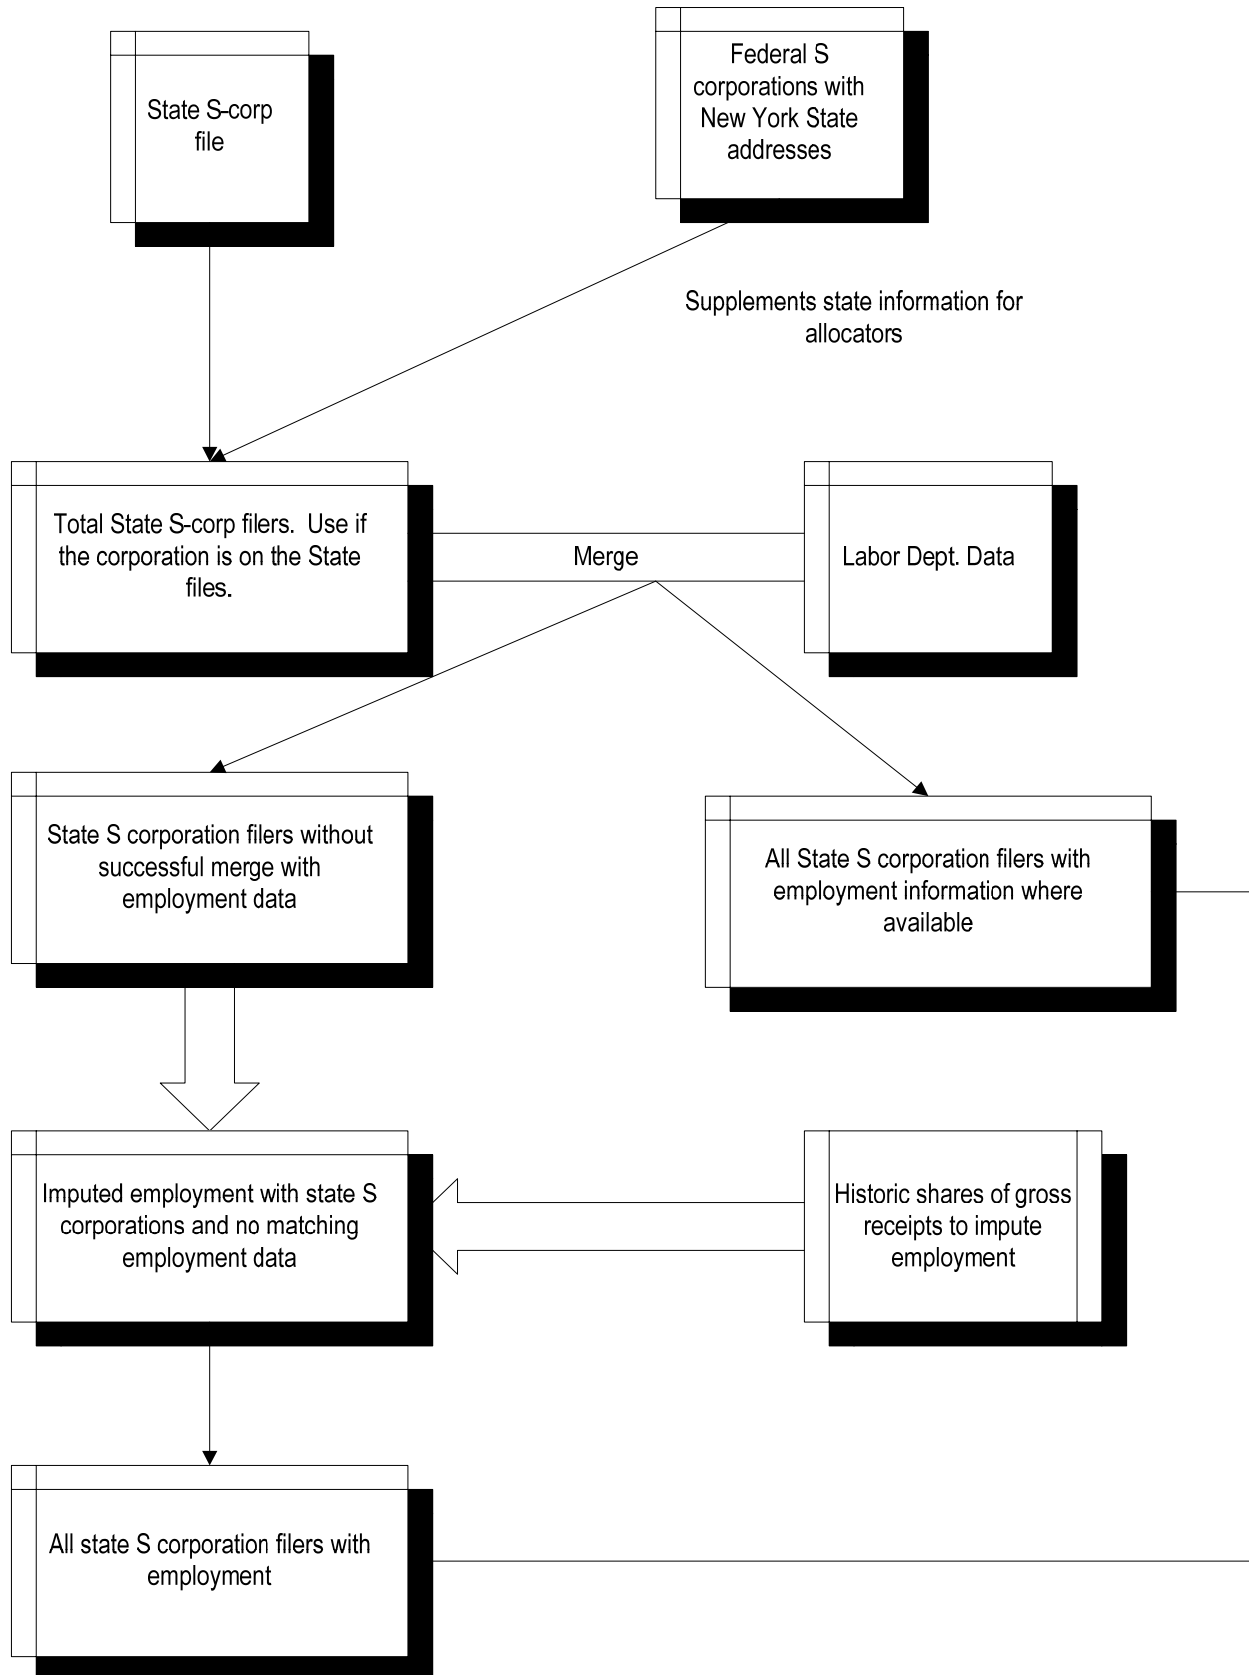 State S-corp
file
Federal S
corporations with
New York State
addresses
Supplements state information for
allocators
Total State S-corp filers.  Use if
the corporation is on the State
files.
Merge
Labor Dept. Data
State S corporation filers without
successful merge with
employment data
All State S corporation filers with
employment information where
available
Imputed employment with state S
corporations and no matching
employment data
Historic shares of gross
receipts to impute
employment
All state S corporation filers with
employment